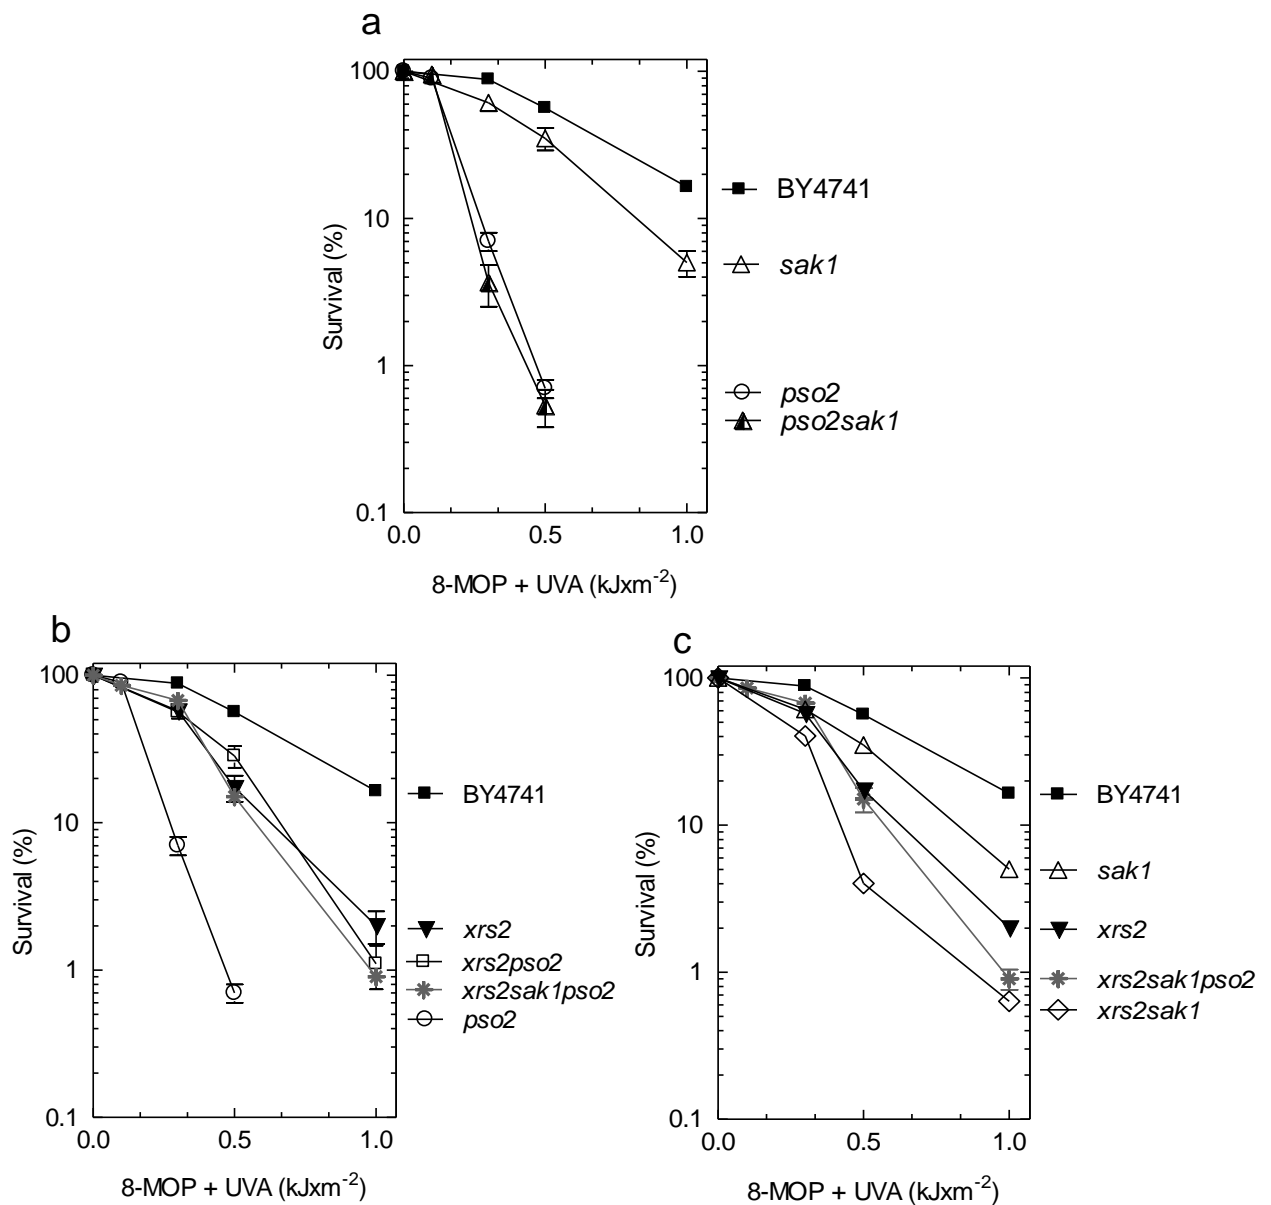 a
100
10
1
0.1
Survival (%)
0.0 0.5 1.0
8-MOP + UVA (kJxm-2)
BY4741
sak1
pso2
pso2sak1
b
100
10
1
0.1
Survival (%)
0.0 0.5 1.0
8-MOP + UVA (kJxm-2)
BY4741
xrs2
xrs2pso2
xrs2sak1pso2
pso2
c
100
10
1
0.1
Survival (%)
0.0 0.5 1.0
8-MOP + UVA (kJxm-2)
BY4741
sak1
xrs2
xrs2sak1pso2
xrs2sak1